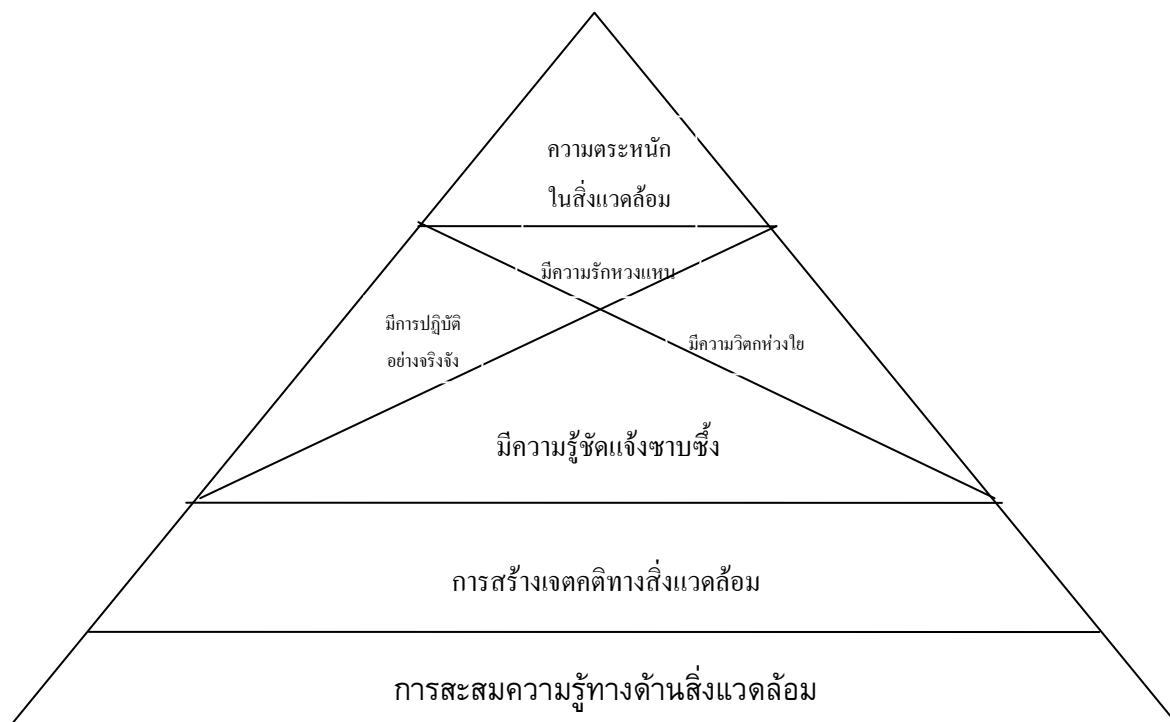 ความตระหนัก
ในสิ่งแวดล้อม
มีความรักหวงแหน
มีการปฏิบัติ
อย่างจริงจัง
มีความวิตกห่วงใย
มีความรู้ชัดแจ้งซาบซึ้ง
การสร้างเจตคติทางสิ่งแวดล้อม
การสะสมความรู้ทางด้านสิ่งแวดล้อม